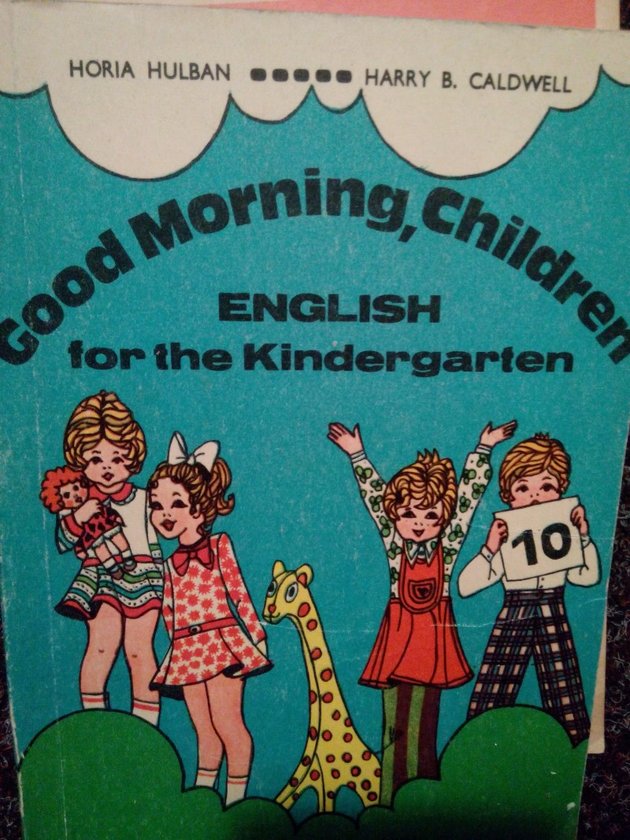 HORIA HULBAN ▪▪▪▪▪ HARRY B. CALDWELL
Good Morning, Children
ENGLISH
for the Kindergarten
10